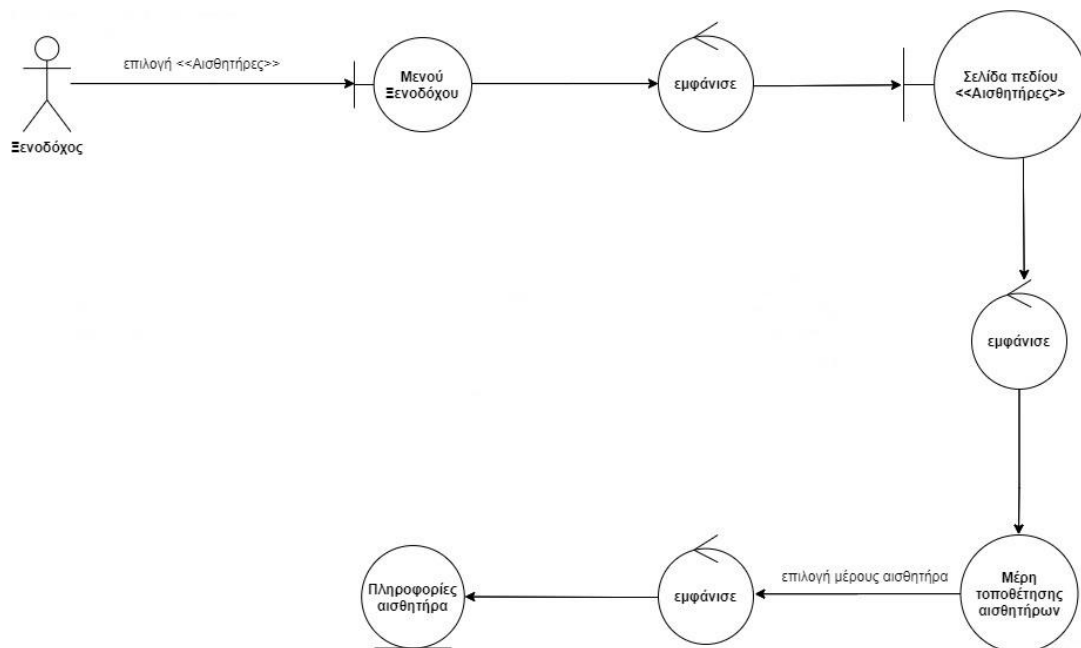 επιλογή <<Αισθητήρες>>
Μενού
Ξενοδόχου
εμφάνισε
Σελίδα πεδίου
<<Αισθητήρες>>
Ξενοδόχος
εμφάνισε
Μέρη
τοποθέτησης
αισθητήρων
επιλογή μέρους αισθητήρα
εμφάνισε
Πληροφορίες
αισθητήρα